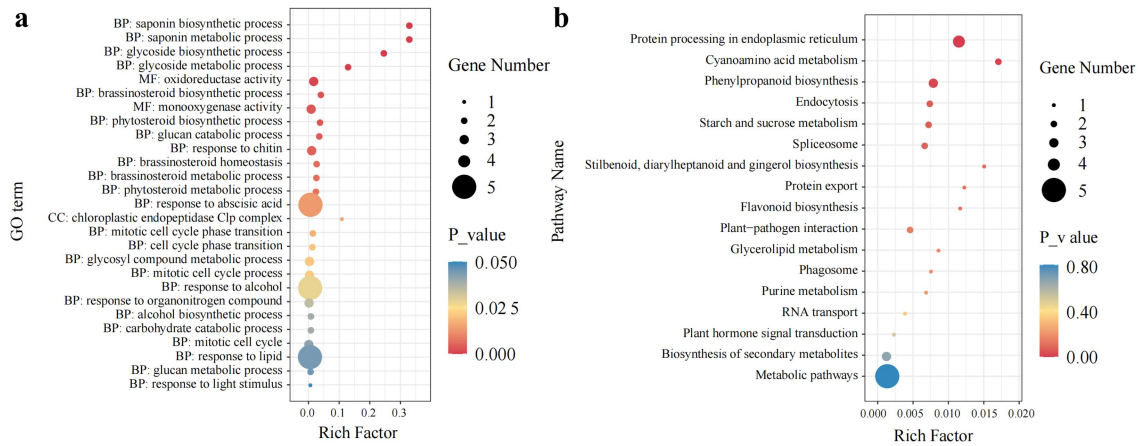 a
GO term
BP: saponin biosynthetic process
BP: saponin metabolic process
BP: glycoside biosynthetic process
BP: glycoside metabolic process
MF: oxidoreductase activity
BP: brassinosteroid biosynthetic process
MF: monooxygenase activity
BP: phytosteroid biosynthetic process
BP: glucan catabolic process
BP: response to chitin
BP: brassinosteroid homeostasis
BP: brassinosteroid metabolic process
BP: phytosteroid metabolic process
BP: response to abscisic acid
CC: chloroplastic endopeptidase Clp complex
BP: mitotic cell cycle phase transition
BP: cell cycle phase transition
BP: glycosyl compound metabolic process
BP: mitotic cell cycle process
BP: response to alcohol
BP: response to organonitrogen compound
BP: alcohol biosynthetic process
BP: carbohydrate catabolic process
BP: mitotic cell cycle
BP: response to lipid
BP: glucan metabolic process
BP: response to light stimulus
0.0 0.1 0.2 0.3
Rich Factor
Gene Number
1
2
3
4
5
P_value
0.050
0.025
0.000
b
Pathway Name
Protein processing in endoplasmic reticulum
Cyanoamino acid metabolism
Phenylpropanoid biosynthesis
Endocytosis
Starch and sucrose metabolism
Spliceosome
Stilbenoid, diarylheptanoid and gingerol biosynthesis
Protein export
Flavonoid biosynthesis
Plant-pathogen interaction
Glycerolipid metabolism
Phagosome
Purine metabolism
RNA transport
Plant hormone signal transduction
Biosynthesis of secondary metabolites
Metabolic pathways
0.000 0.005 0.010 0.015 0.020
Rich Factor
Gene Number
1
2
3
4
5
P_v alue
0.80
0.40
0.00